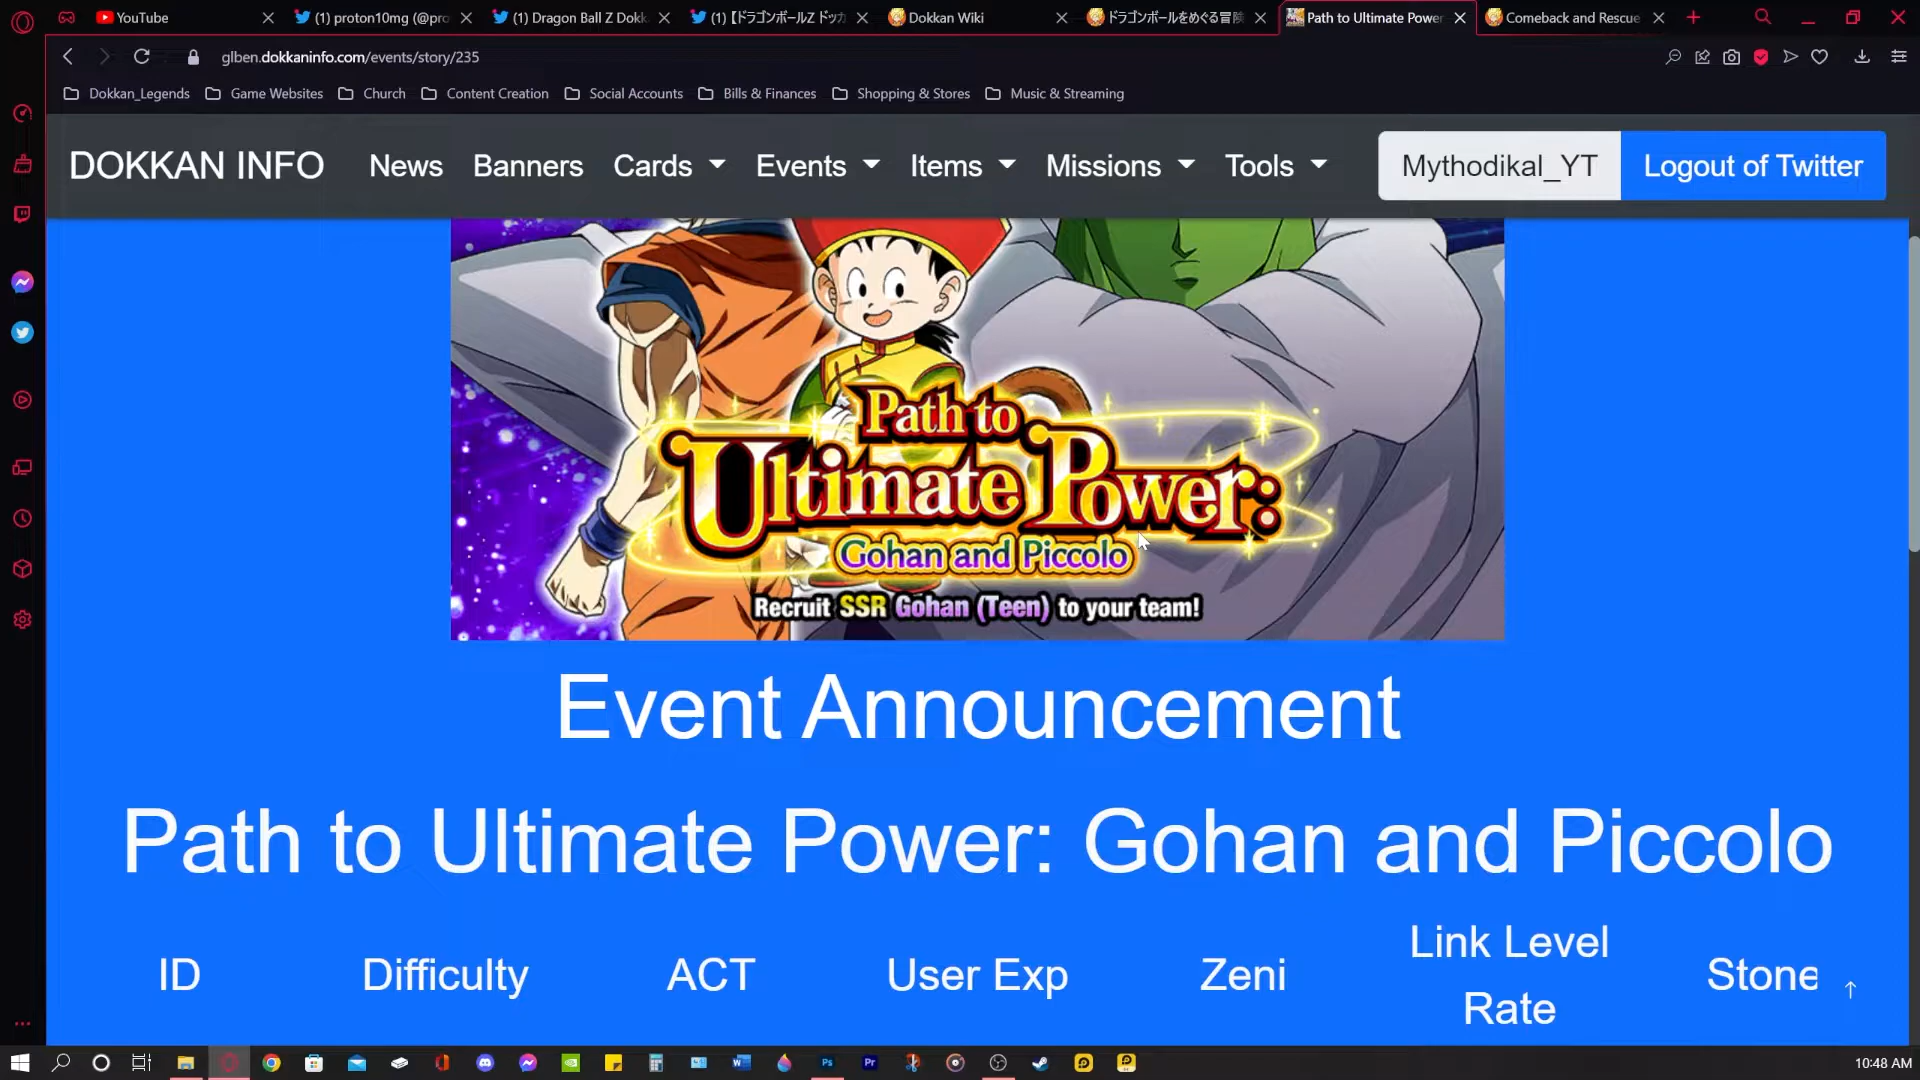 YouTube
(1) proton10mg (@pro
(1) Dragon Ball Z Dokk
(1)【ドラゴンボールZ ドッカ
Dokkan Wiki
ドラゴンボールをめぐる冒険
Path to Ultimate Power
Comeback and Rescue
glben.dokkaninfo.com/events/story/235
Dokkan_Legends
Game Websites
Church
Content Creation
Social Accounts
Bills & Finances
Shopping & Stores
Music & Streaming
DOKKAN INFO
News
Banners
Cards
Events
Items
Missions
Tools
Mythodikal_YT
Logout of Twitter
Path to
Ultimate Power:
Gohan and Piccolo
Recruit SSR Gohan (Teen) to your team!
Event Announcement
Path to Ultimate Power: Gohan and Piccolo
ID
Difficulty
ACT
User Exp
Zeni
Link Level
Rate
Stone
10:48 AM